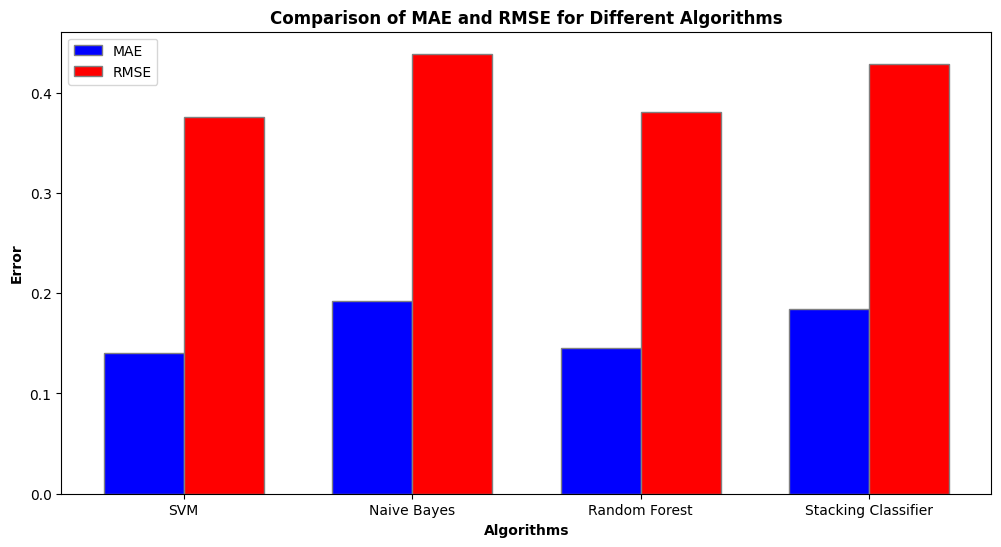 Comparison of MAE and RMSE for Different Algorithms
MAE
RMSE
Error
0.4
0.3
0.2
0.1
0.0
SVM
Naive Bayes
Random Forest
Stacking Classifier
Algorithms